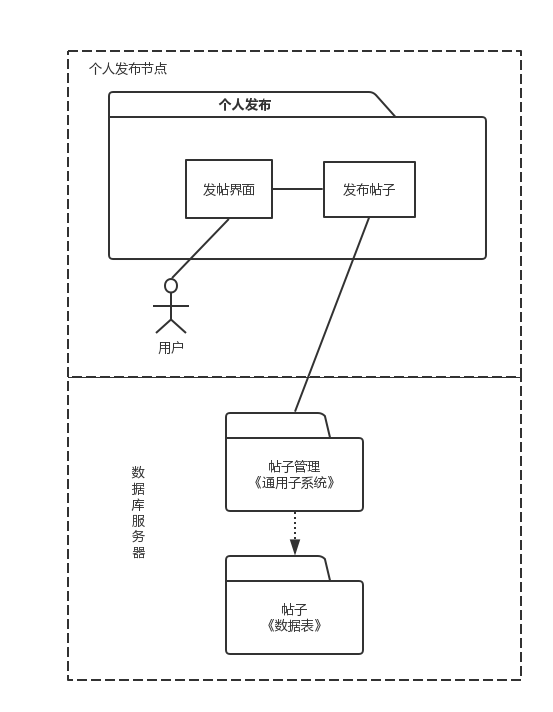 个人发布节点
个人发布
发帖界面
发布帖子
用户
帖子管理
《通用子系统》
数
据
库
服
务
器
帖子
《数据表》